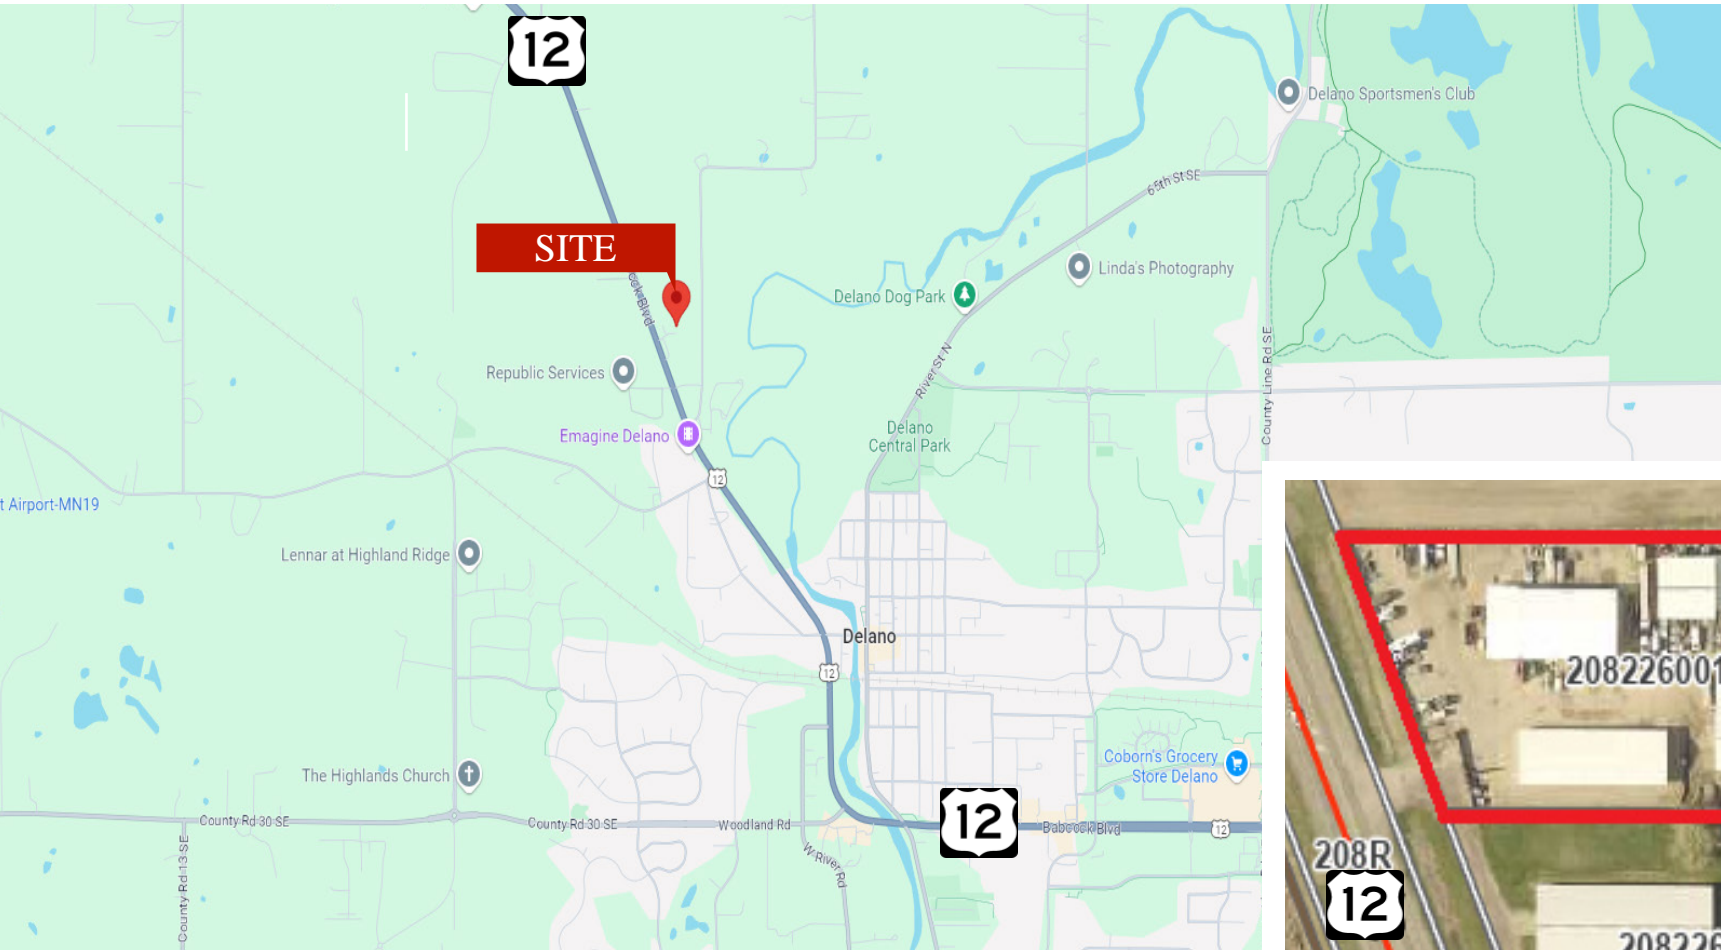 12
Delano Sportsmen's Club
65th St SE
SITE
Linda's Photography
Delano Dog Park
Republic Services
River St N
County Line Rd SE
Emagine Delano
Delano
Central Park
12
t Airport-MN19
Lennar at Highland Ridge
Delano
12
208226001
Coborn's Grocery
Store Delano
The Highlands Church
County Rd 30 SE
County Rd 30 SE
Woodland Rd
12
Babcock Blvd
12
W River Rd
County Rd 13 SE
208R
12
208226